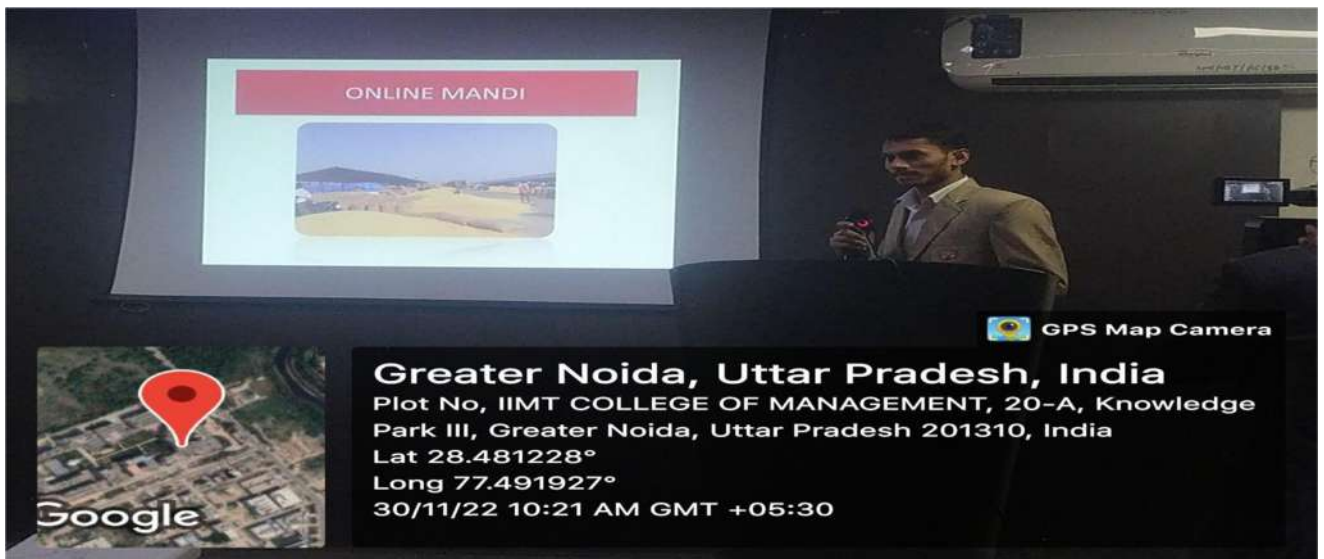 ONLINE MANDI
GPS Map Camera
Greater Noida, Uttar Pradesh, India
Plot No, IIMT COLLEGE OF MANAGEMENT, 20-A, Knowledge
Park III, Greater Noida, Uttar Pradesh 201310, India
Lat 28.481228°
Long 77.491927°
30/11/22 10:21 AM GMT +05:30
Google